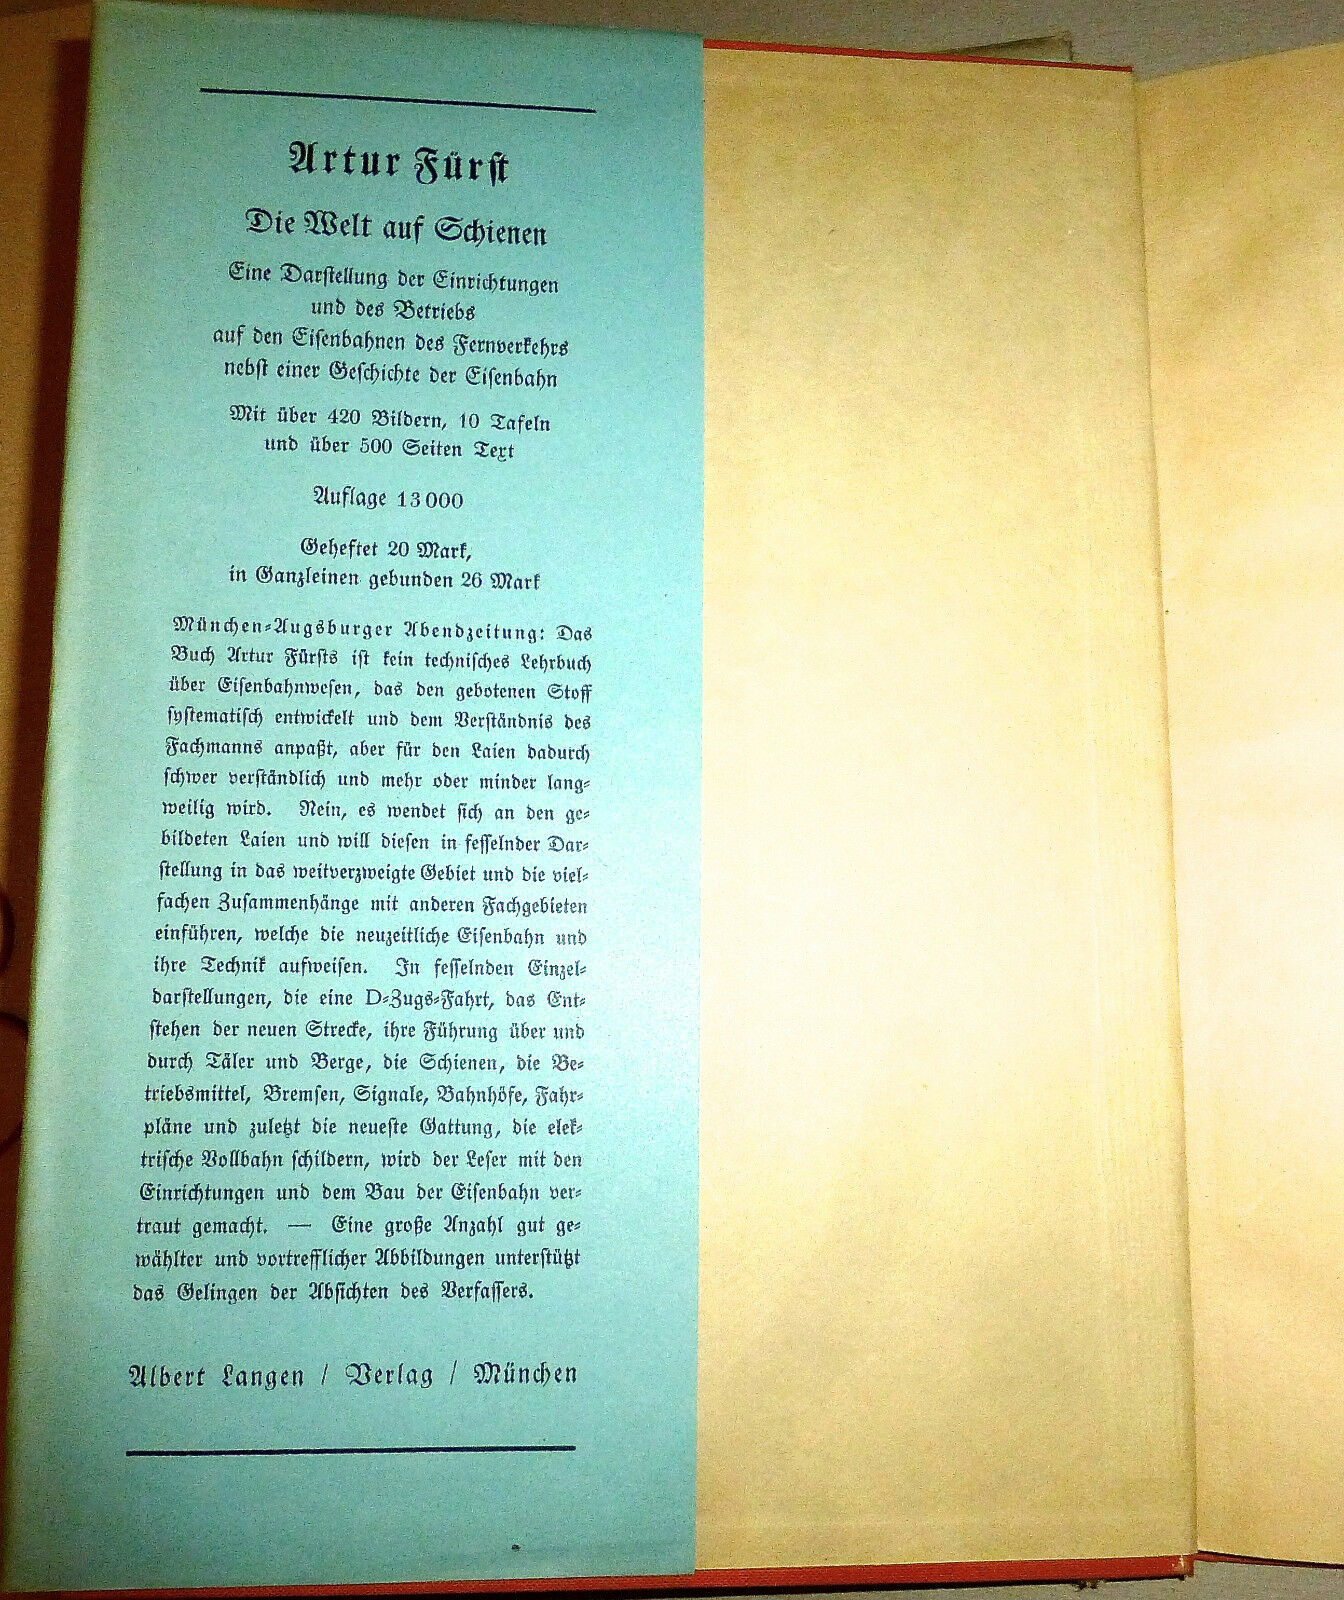 Artur Fürst
Die Welt auf Schienen
Eine Darstellung der Einrichtungen
und des Betriebs
auf den Eisenbahnen des Fernverkehrs
nebst einer Geschichte der Eisenbahn
Mit über 420 Bildern, 10 Tafeln
und über 500 Seiten Text
Auflage 13000
Geheftet 20 Mark,
in Ganzleinen gebunden 26 Mark
München-Augsburger Abendzeitung: Das
Buch Artur Fürsts ist kein technisches Lehrbuch
über Eisenbahnwesen, das den gebotenen Stoff
systematisch entwickelt und dem Verständnis des
Fachmanns anpaßt, aber für den Laien dadurch
schwer verständlich und mehr oder minder lang-
weilig wird. Nein, es wendet sich an den ge-
bildeten Laien und will diesen in fesselnder Dar-
stellung in das weitverzweigte Gebiet und die viel-
fachen Zusammenhänge mit anderen Fachgebieten
einführen, welche die neuzeitliche Eisenbahn und
ihre Technik aufweisen. In fesselnden Einzel-
darstellungen, die eine D-Zugs-Fahrt, das Ent-
stehen der neuen Strecke, ihre Führung über und
durch Täler und Berge, die Schienen, die Be-
triebsmittel, Bremsen, Signale, Bahnhöfe, Fahr-
pläne und zuletzt die neueste Gattung, die elek-
trische Vollbahn schildern, wird der Leser mit den
Einrichtungen und dem Bau der Eisenbahn ver-
traut gemacht. — Eine große Anzahl gut ge-
wählter und vortrefflicher Abbildungen unterstützt
das Gelingen der Absichten des Verfassers.
Albert Langen / Verlag / München